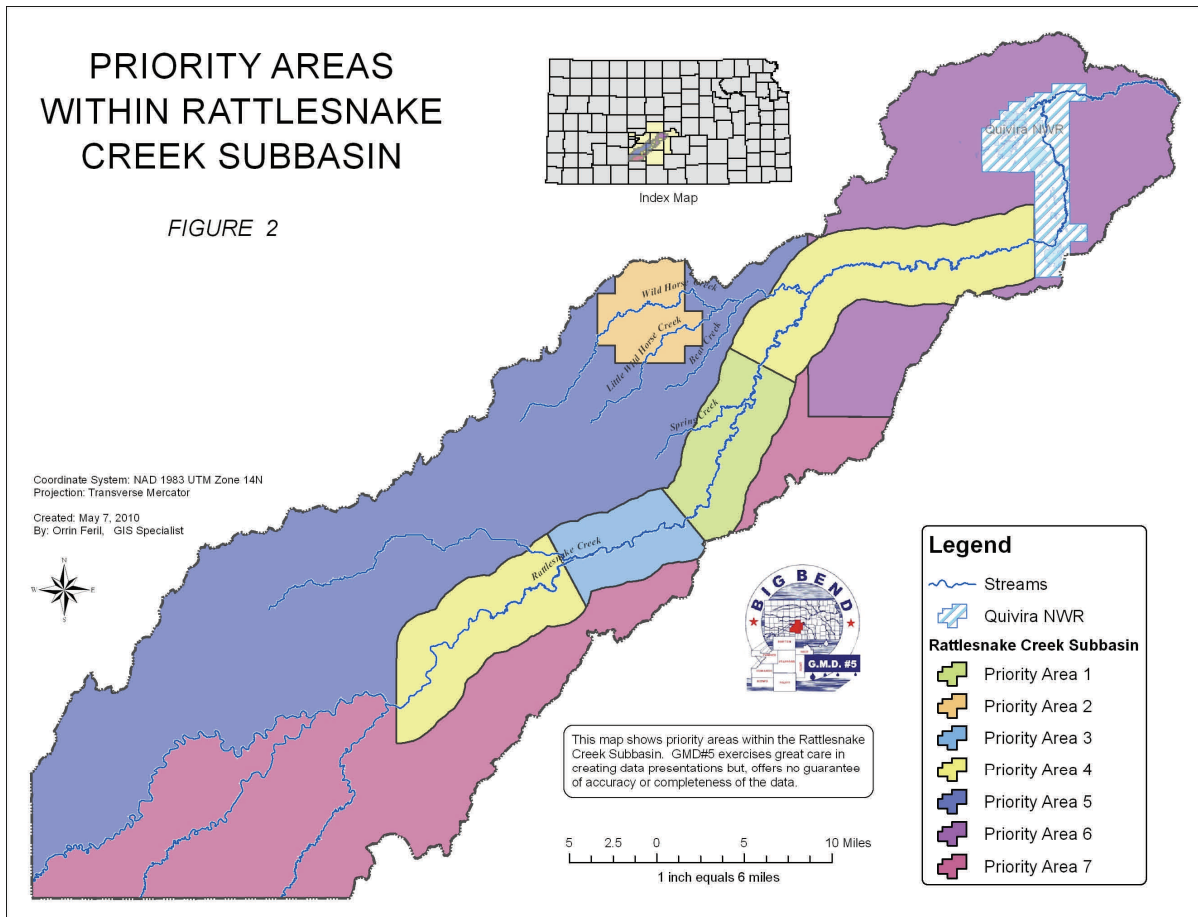 PRIORITY AREAS
WITHIN RATTLESNAKE
CREEK SUBBASIN
FIGURE 2
Index Map
Quivira NWR
Wild Horse Creek
Little Wild Horse Creek
Bear Creek
Spring Creek
Rattlesnake Creek
Coordinate System: NAD 1983 UTM Zone 14N
Projection: Transverse Mercator
Created: May 7, 2010
By: Orrin Feril, GIS Specialist
N
W
E
S
BIG BEND
G.M.D. #5
This map shows priority areas within the Rattlesnake
Creek Subbasin. GMD#5 exercises great care in
creating data presentations but, offers no guarantee
of accuracy or completeness of the data.
5 2.5 0 5 10 Miles
1 inch equals 6 miles
Legend
Streams
Quivira NWR
Rattlesnake Creek Subbasin
Priority Area 1
Priority Area 2
Priority Area 3
Priority Area 4
Priority Area 5
Priority Area 6
Priority Area 7